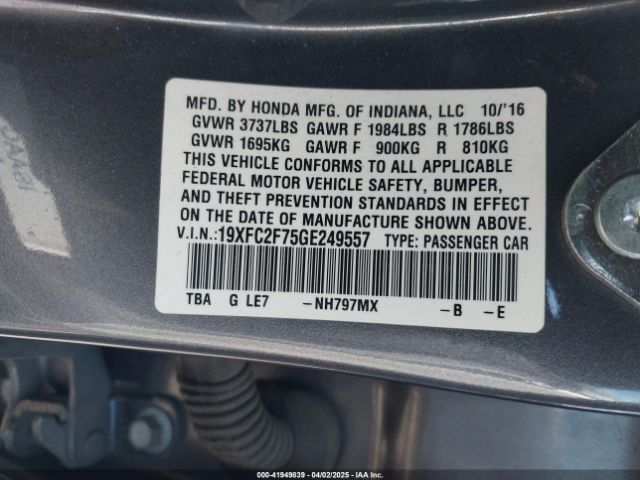 MFD. BY HONDA MFG. OF INDIANA, LLC 10/'16
GVWR 3737LBS GAWR F 1984LBS R 1786LBS
GVWR 1695KG GAWR F 900KG R 810KG
THIS VEHICLE CONFORMS TO ALL APPLICABLE
FEDERAL MOTOR VEHICLE SAFETY, BUMPER,
AND THEFT PREVENTION STANDARDS IN EFFECT
ON THE DATE OF MANUFACTURE SHOWN ABOVE.
V.I.N.:19XFC2F75GE249557 TYPE: PASSENGER CAR
TBA G LE7 -NH797MX -B -E
000-41949839 - 04/02/2025 - IAAI, Inc.